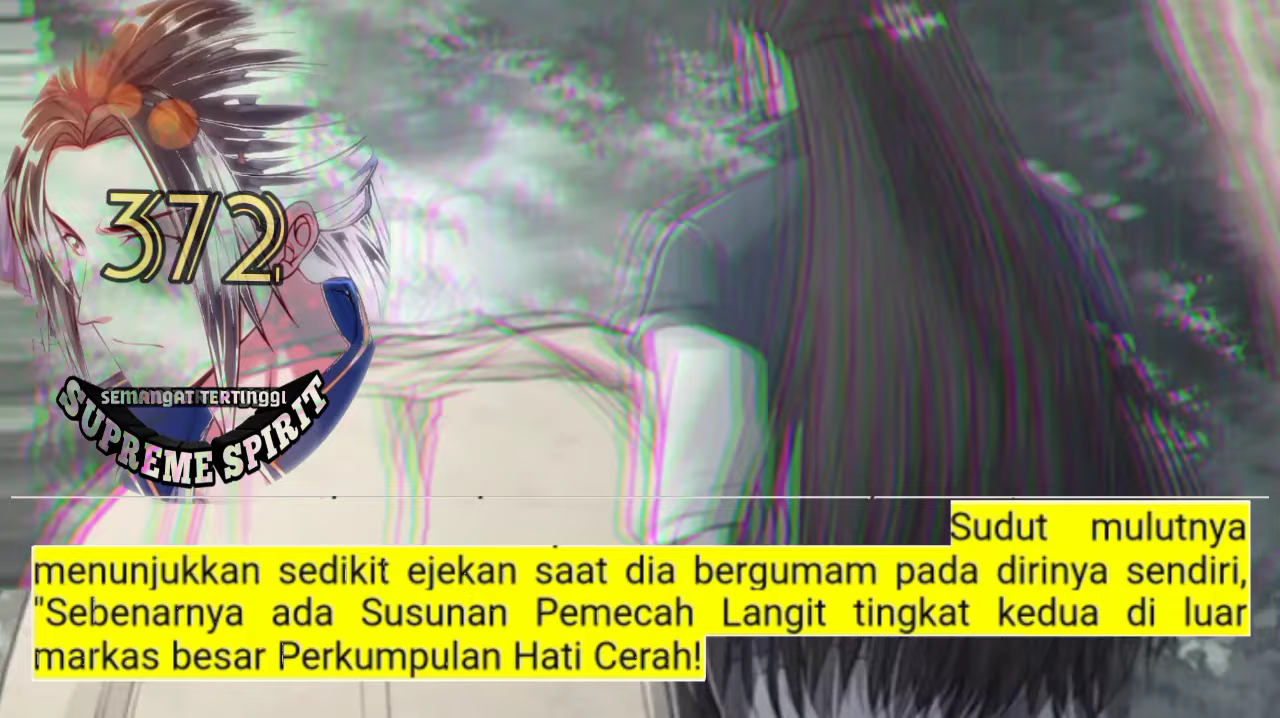 372
SEMANGAT TERTINGGI
SUPREME SPIRIT
Sudut mulutnya
menunjukkan sedikit ejekan saat dia bergumam pada dirinya sendiri,
"Sebenarnya ada Susunan Pemecah Langit tingkat kedua di luar
markas besar Perkumpulan Hati Cerah!